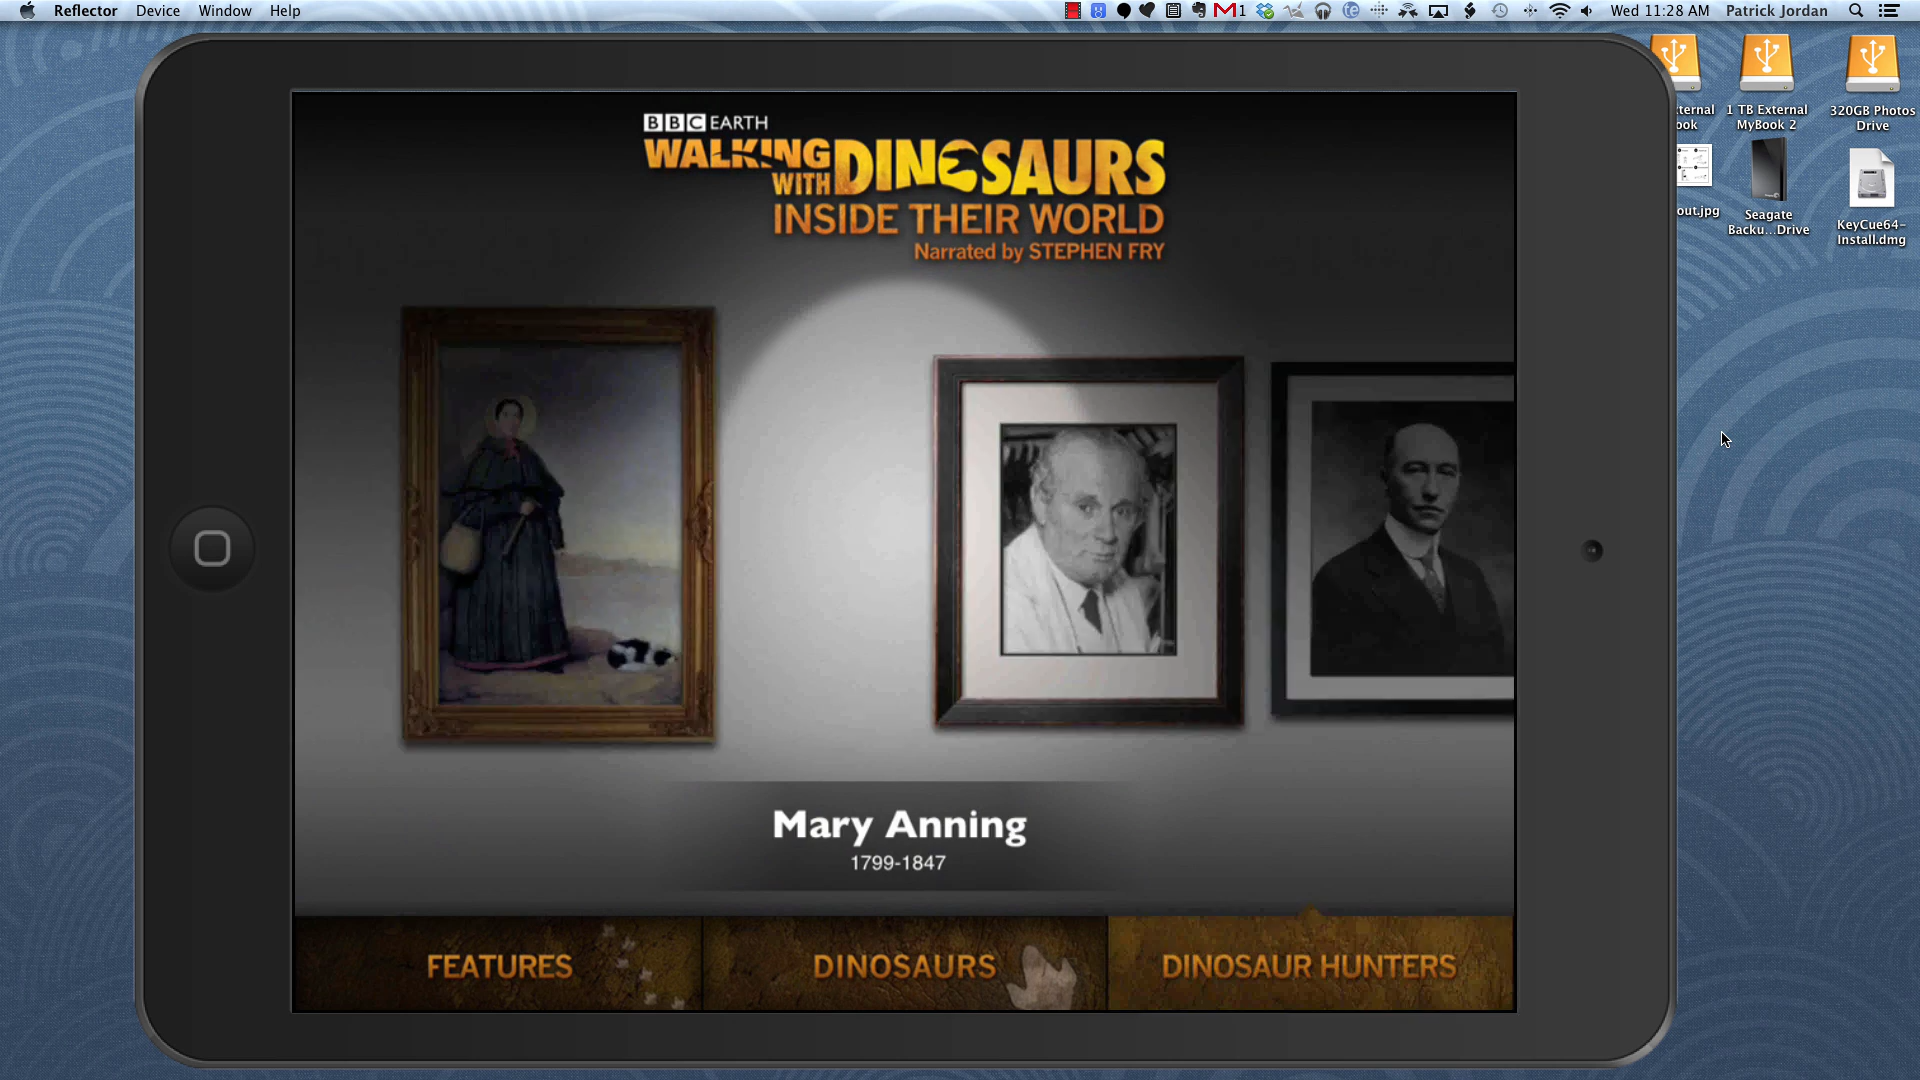 Reflector Device Window Help
1 Wed 11:28 AM Patrick Jordan
BBC EARTH
WALKING
WITH DINOSAURS
INSIDE THEIR WORLD
Narrated by STEPHEN FRY
1 TB External
MyBook 2
320GB Photos
Drive
out.jpg
Seagate
Backu...Drive
KeyCue64-
Install.dmg
Mary Anning
1799-1847
FEATURES
DINOSAURS
DINOSAUR HUNTERS